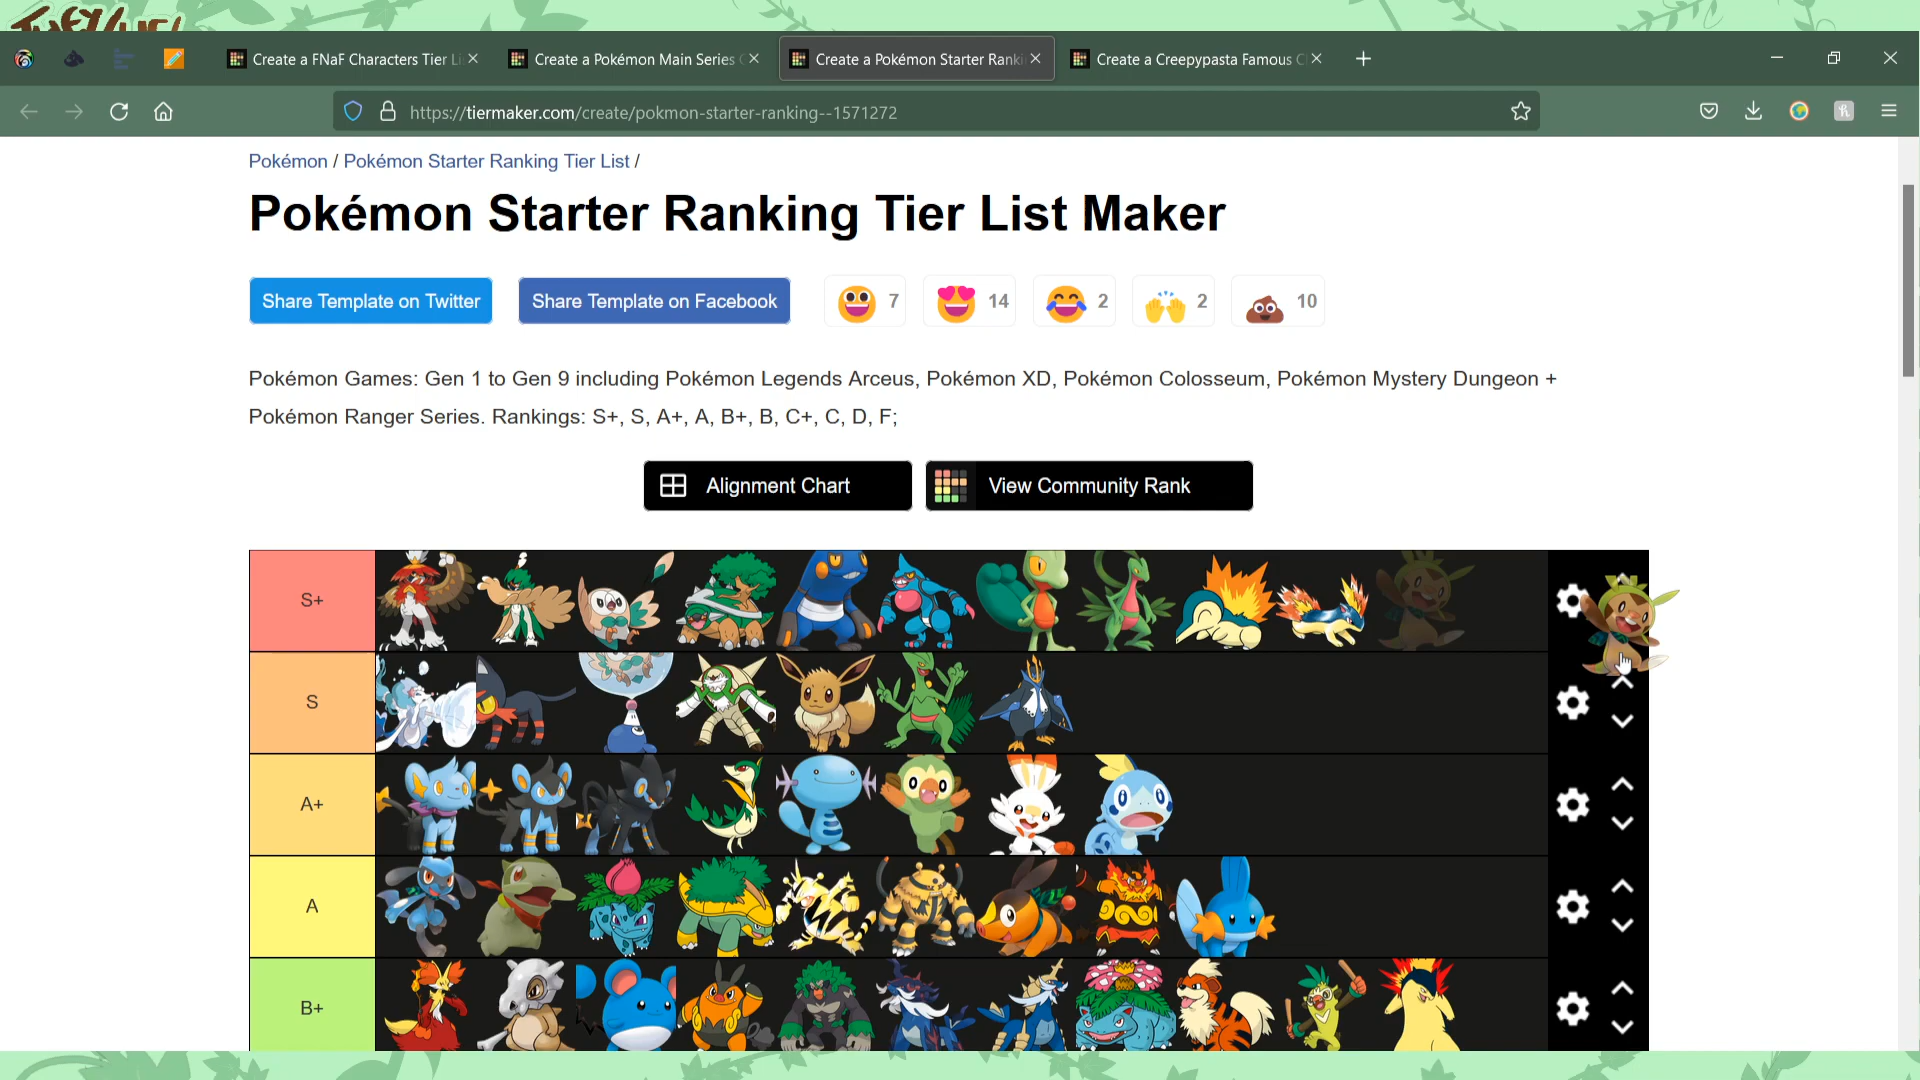 Create a FNaF Characters Tier Li
Create a Pokémon Main Series
Create a Pokémon Starter Ranki
Create a Creepypasta Famous C
https://tiermaker.com/create/pokmon-starter-ranking--1571272
Pokémon / Pokémon Starter Ranking Tier List /
Pokémon Starter Ranking Tier List Maker
Share Template on Twitter
Share Template on Facebook
7
14
2
2
10
Pokémon Games: Gen 1 to Gen 9 including Pokémon Legends Arceus, Pokémon XD, Pokémon Colosseum, Pokémon Mystery Dungeon +
Pokémon Ranger Series. Rankings: S+, S, A+, A, B+, B, C+, C, D, F;
Alignment Chart
View Community Rank
S+
S
A+
A
B+